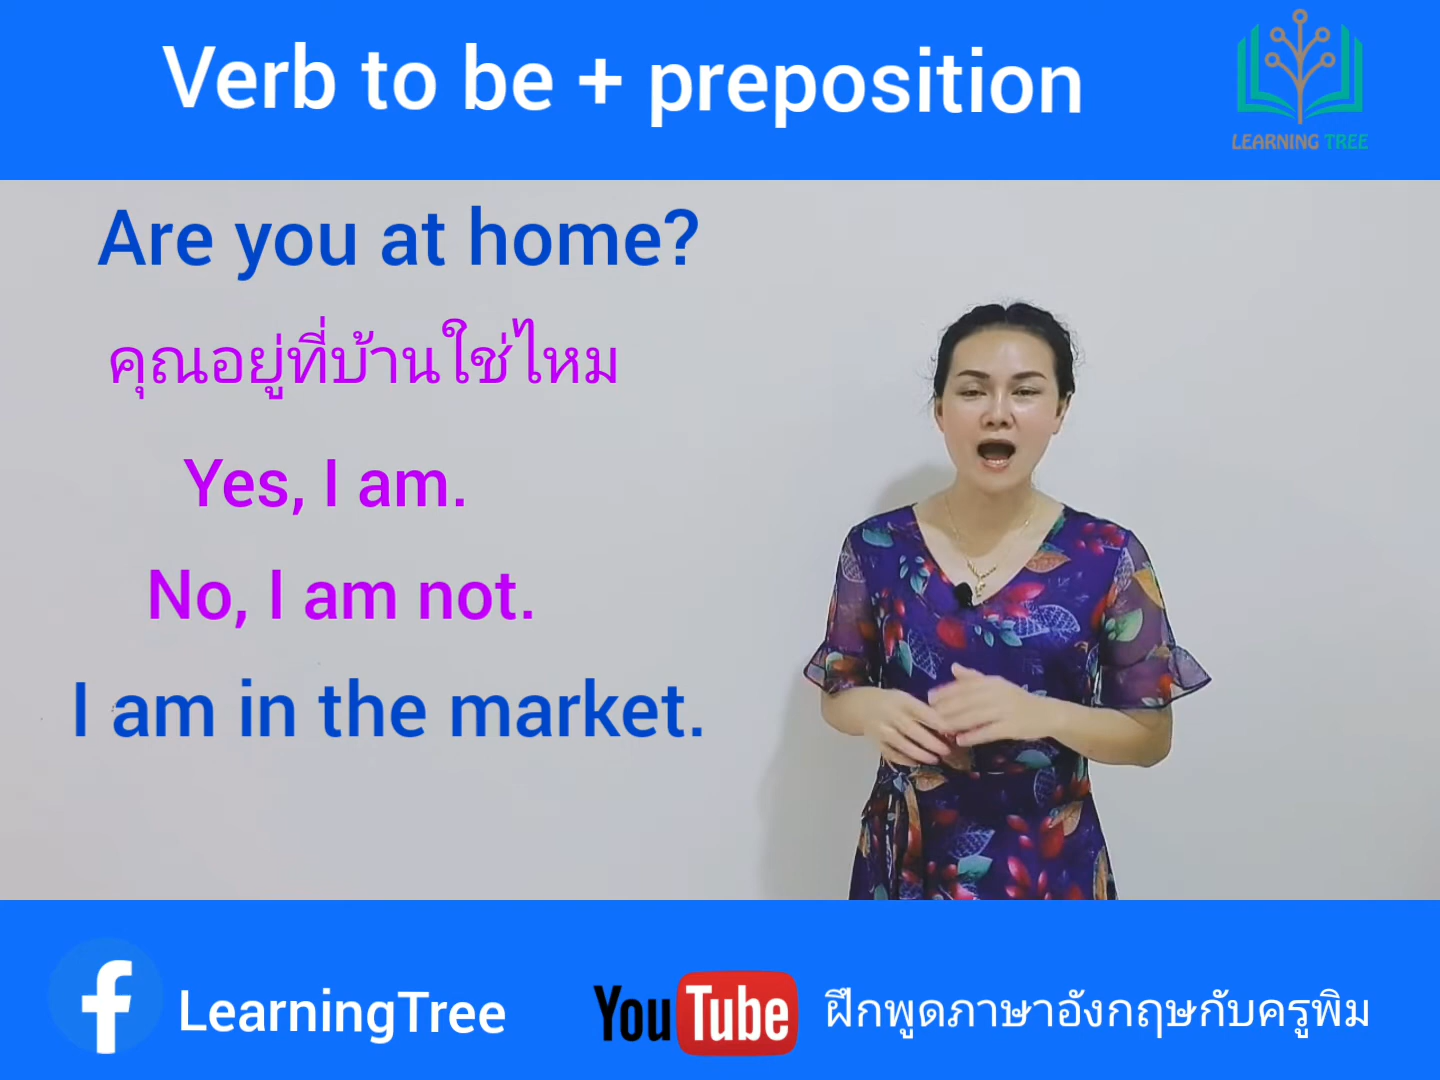 Verb to be + preposition
LEARNING TREE
Are you at home?
คุณอยู่ที่บ้านใช่ไหม
Yes, I am.
No, I am not.
I am in the market.
f LearningTree
YouTube ฝึกพูดภาษาอังกฤษกับครูพิม